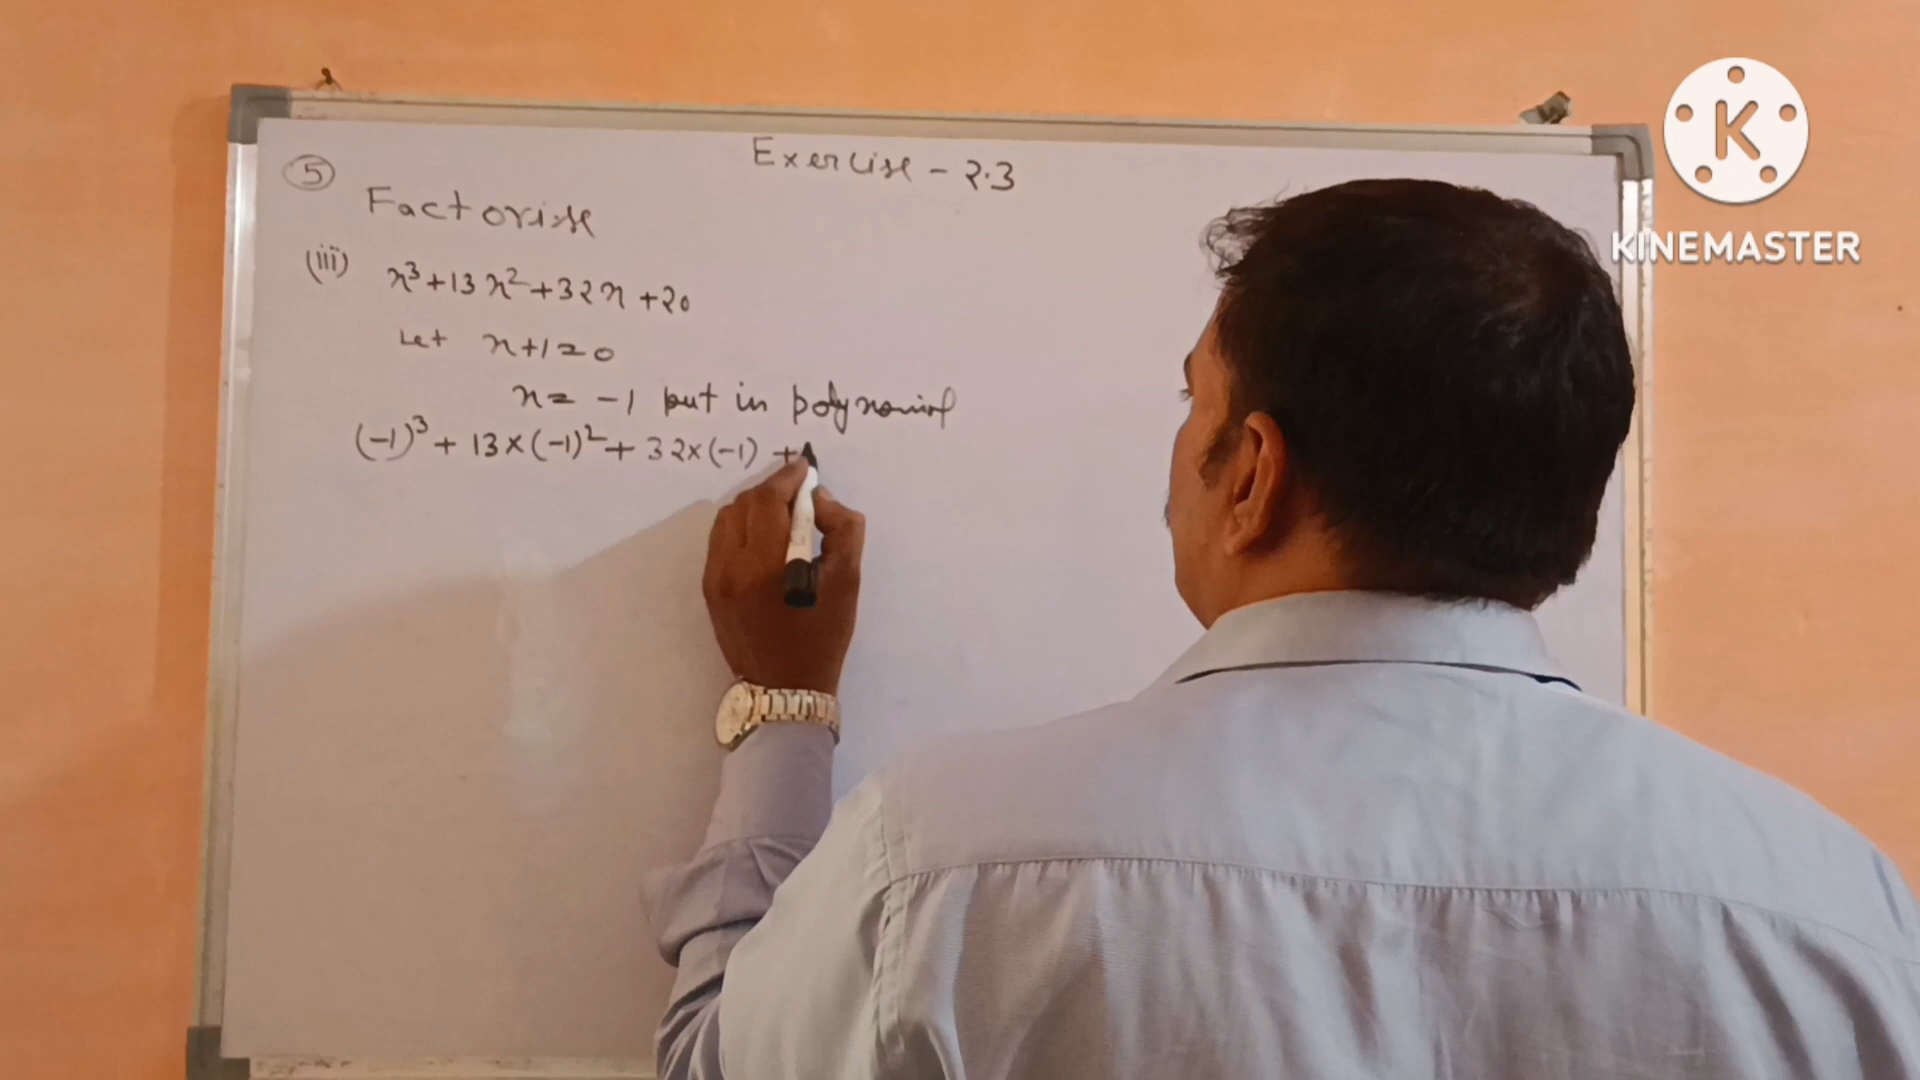 Exercise - 2.3
5
Factorise
(iii) x³+13x²+32x+20
Let x+1=0
x= -1 put in polynomial
(-1)³ + 13×(-1)²+ 32×(-1) +
K
KINEMASTER